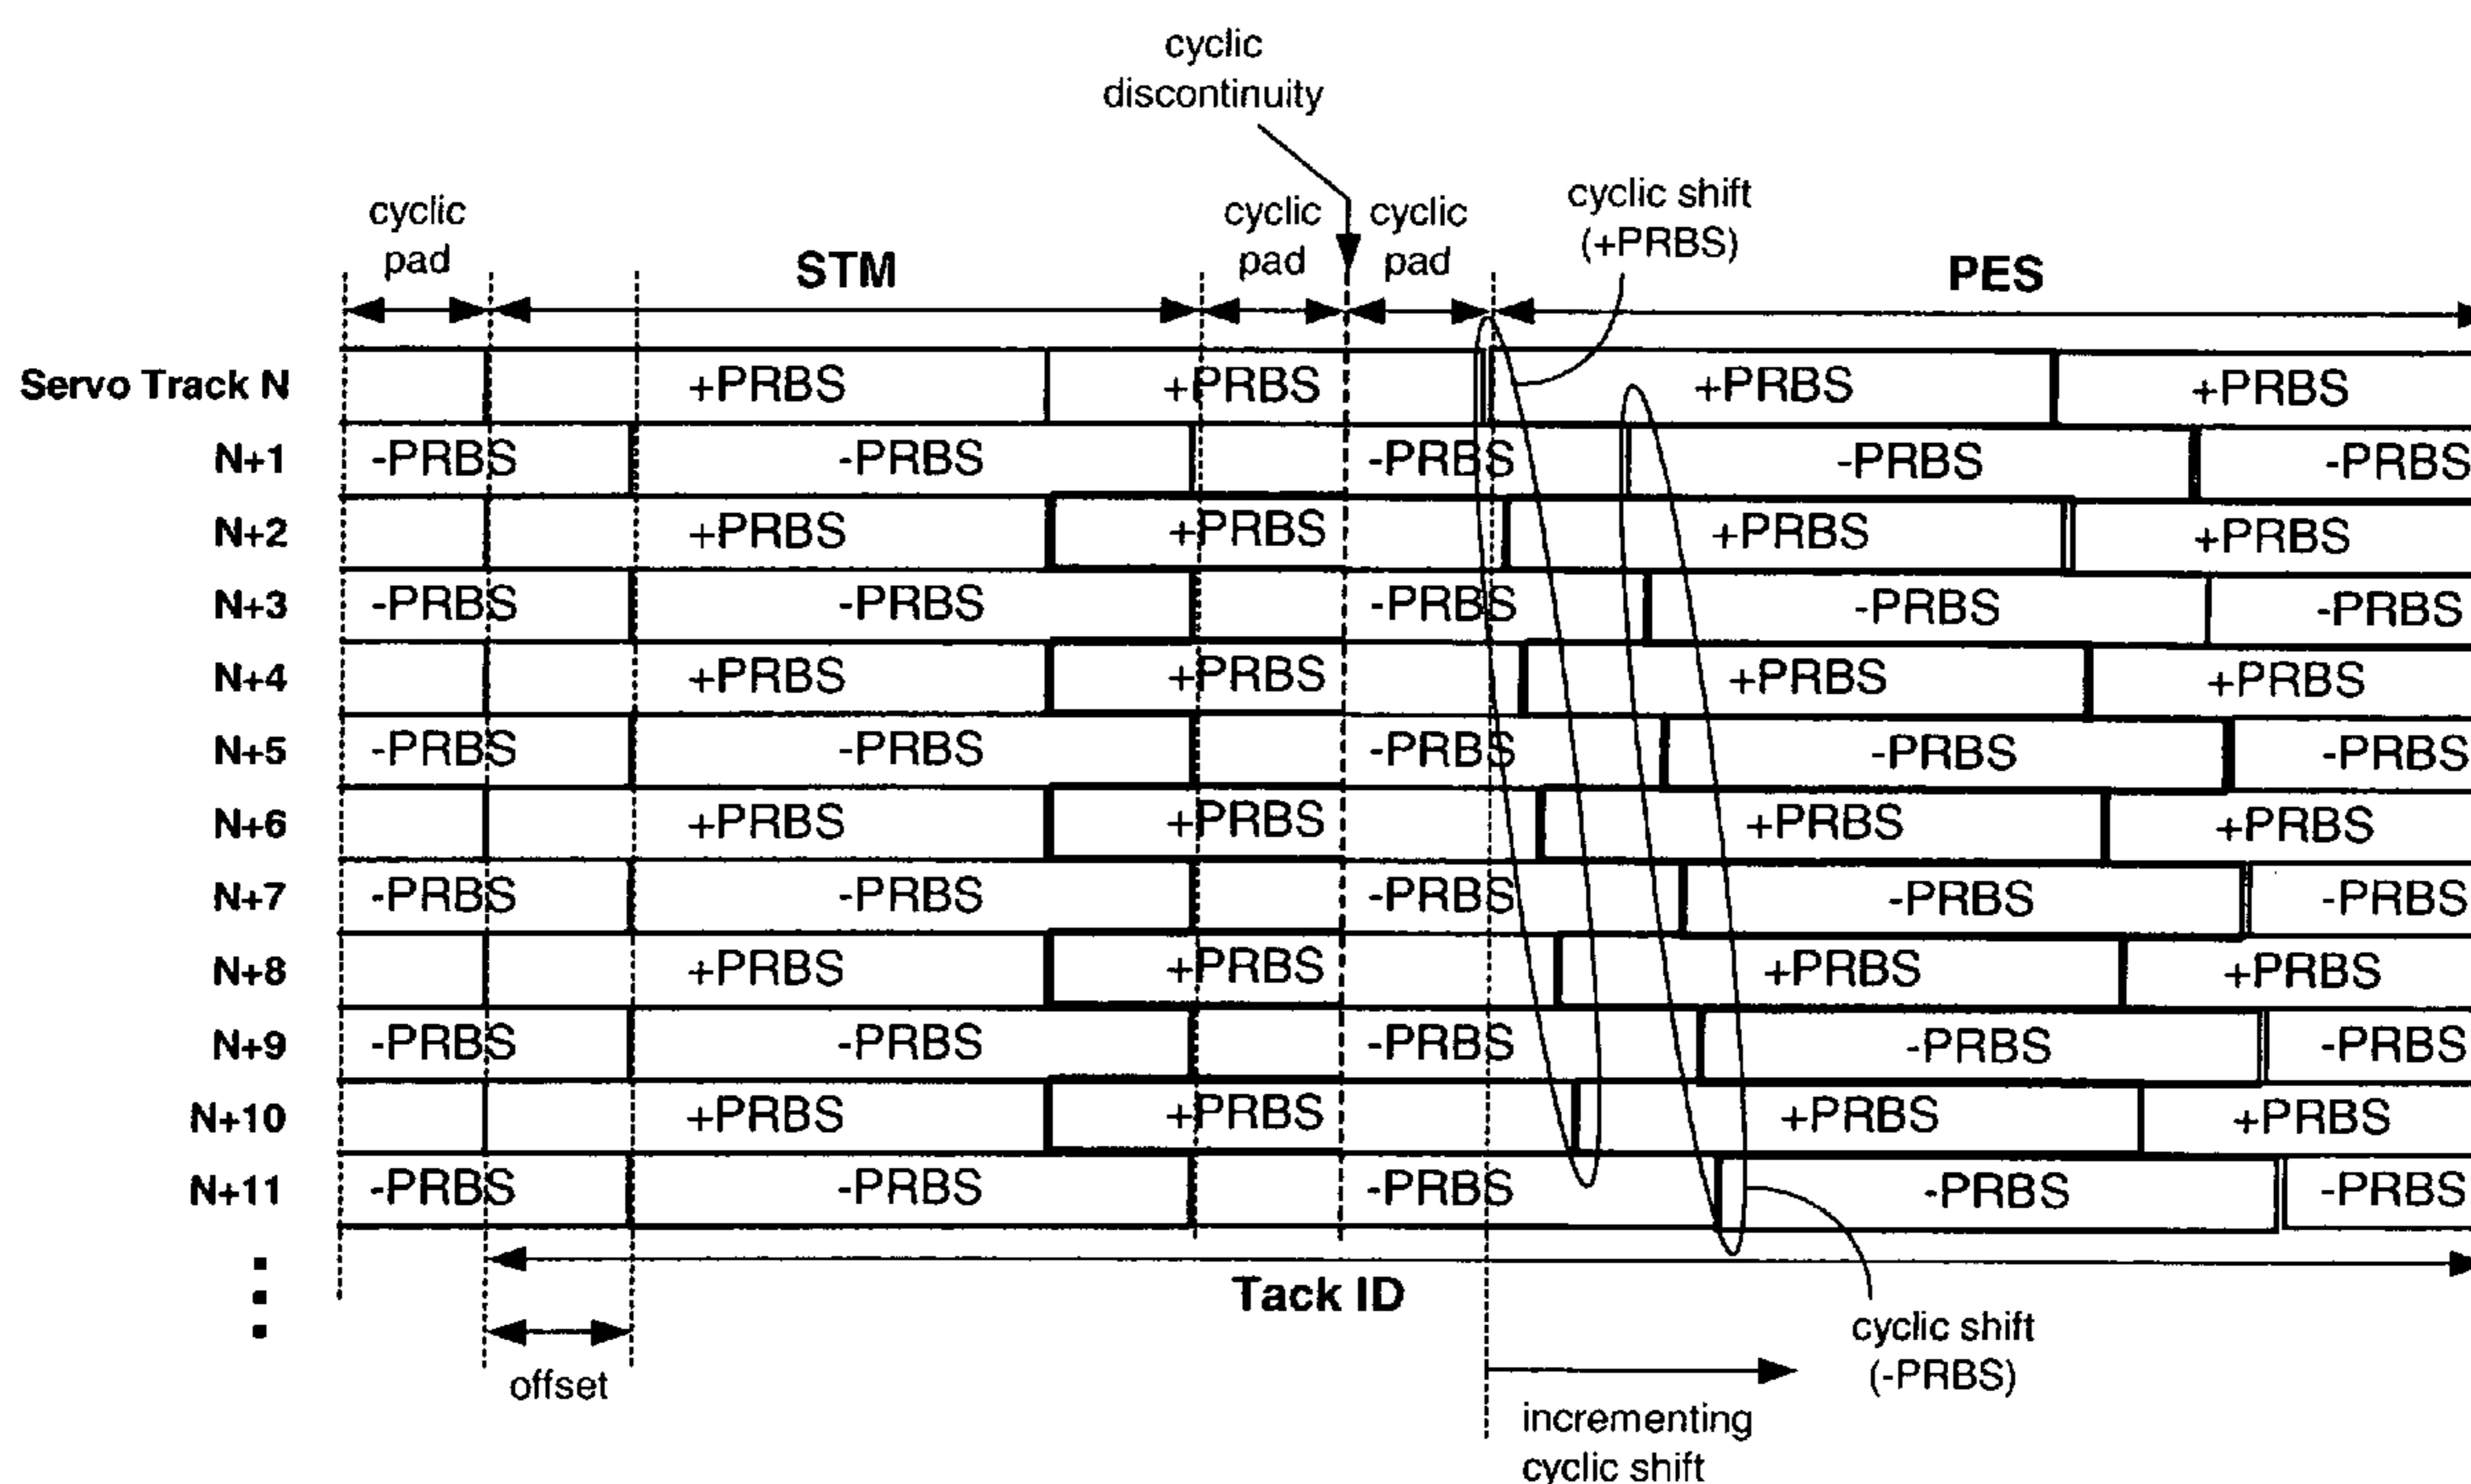 cyclic
discontinuity
cyclic
pad
STM
cyclic
pad
cyclic
pad
cyclic shift
(+PRBS)
PES
Servo Track N +PRBS +PRBS +PRBS +PRBS
N+1 -PRBS -PRBS -PRBS -PRBS -PRBS
N+2 +PRBS +PRBS +PRBS +PRBS
N+3 -PRBS -PRBS -PRBS -PRBS -PRBS
N+4 +PRBS +PRBS +PRBS +PRBS
N+5 -PRBS -PRBS -PRBS -PRBS -PRBS
N+6 +PRBS +PRBS +PRBS +PRBS
N+7 -PRBS -PRBS -PRBS -PRBS -PRBS
N+8 +PRBS +PRBS +PRBS +PRBS
N+9 -PRBS -PRBS -PRBS -PRBS -PRBS
N+10 +PRBS +PRBS +PRBS +PRBS
N+11 -PRBS -PRBS -PRBS -PRBS -PRBS
Tack ID
offset
cyclic shift
(-PRBS)
incrementing
cyclic shift